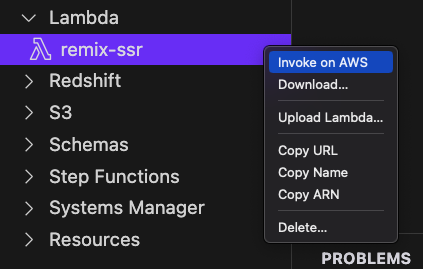 Lambda
remix-ssr
Redshift
S3
Schemas
Step Functions
Systems Manager
Resources
Invoke on AWS
Download...
Upload Lambda...
Copy URL
Copy Name
Copy ARN
Delete...
PROBLEMS